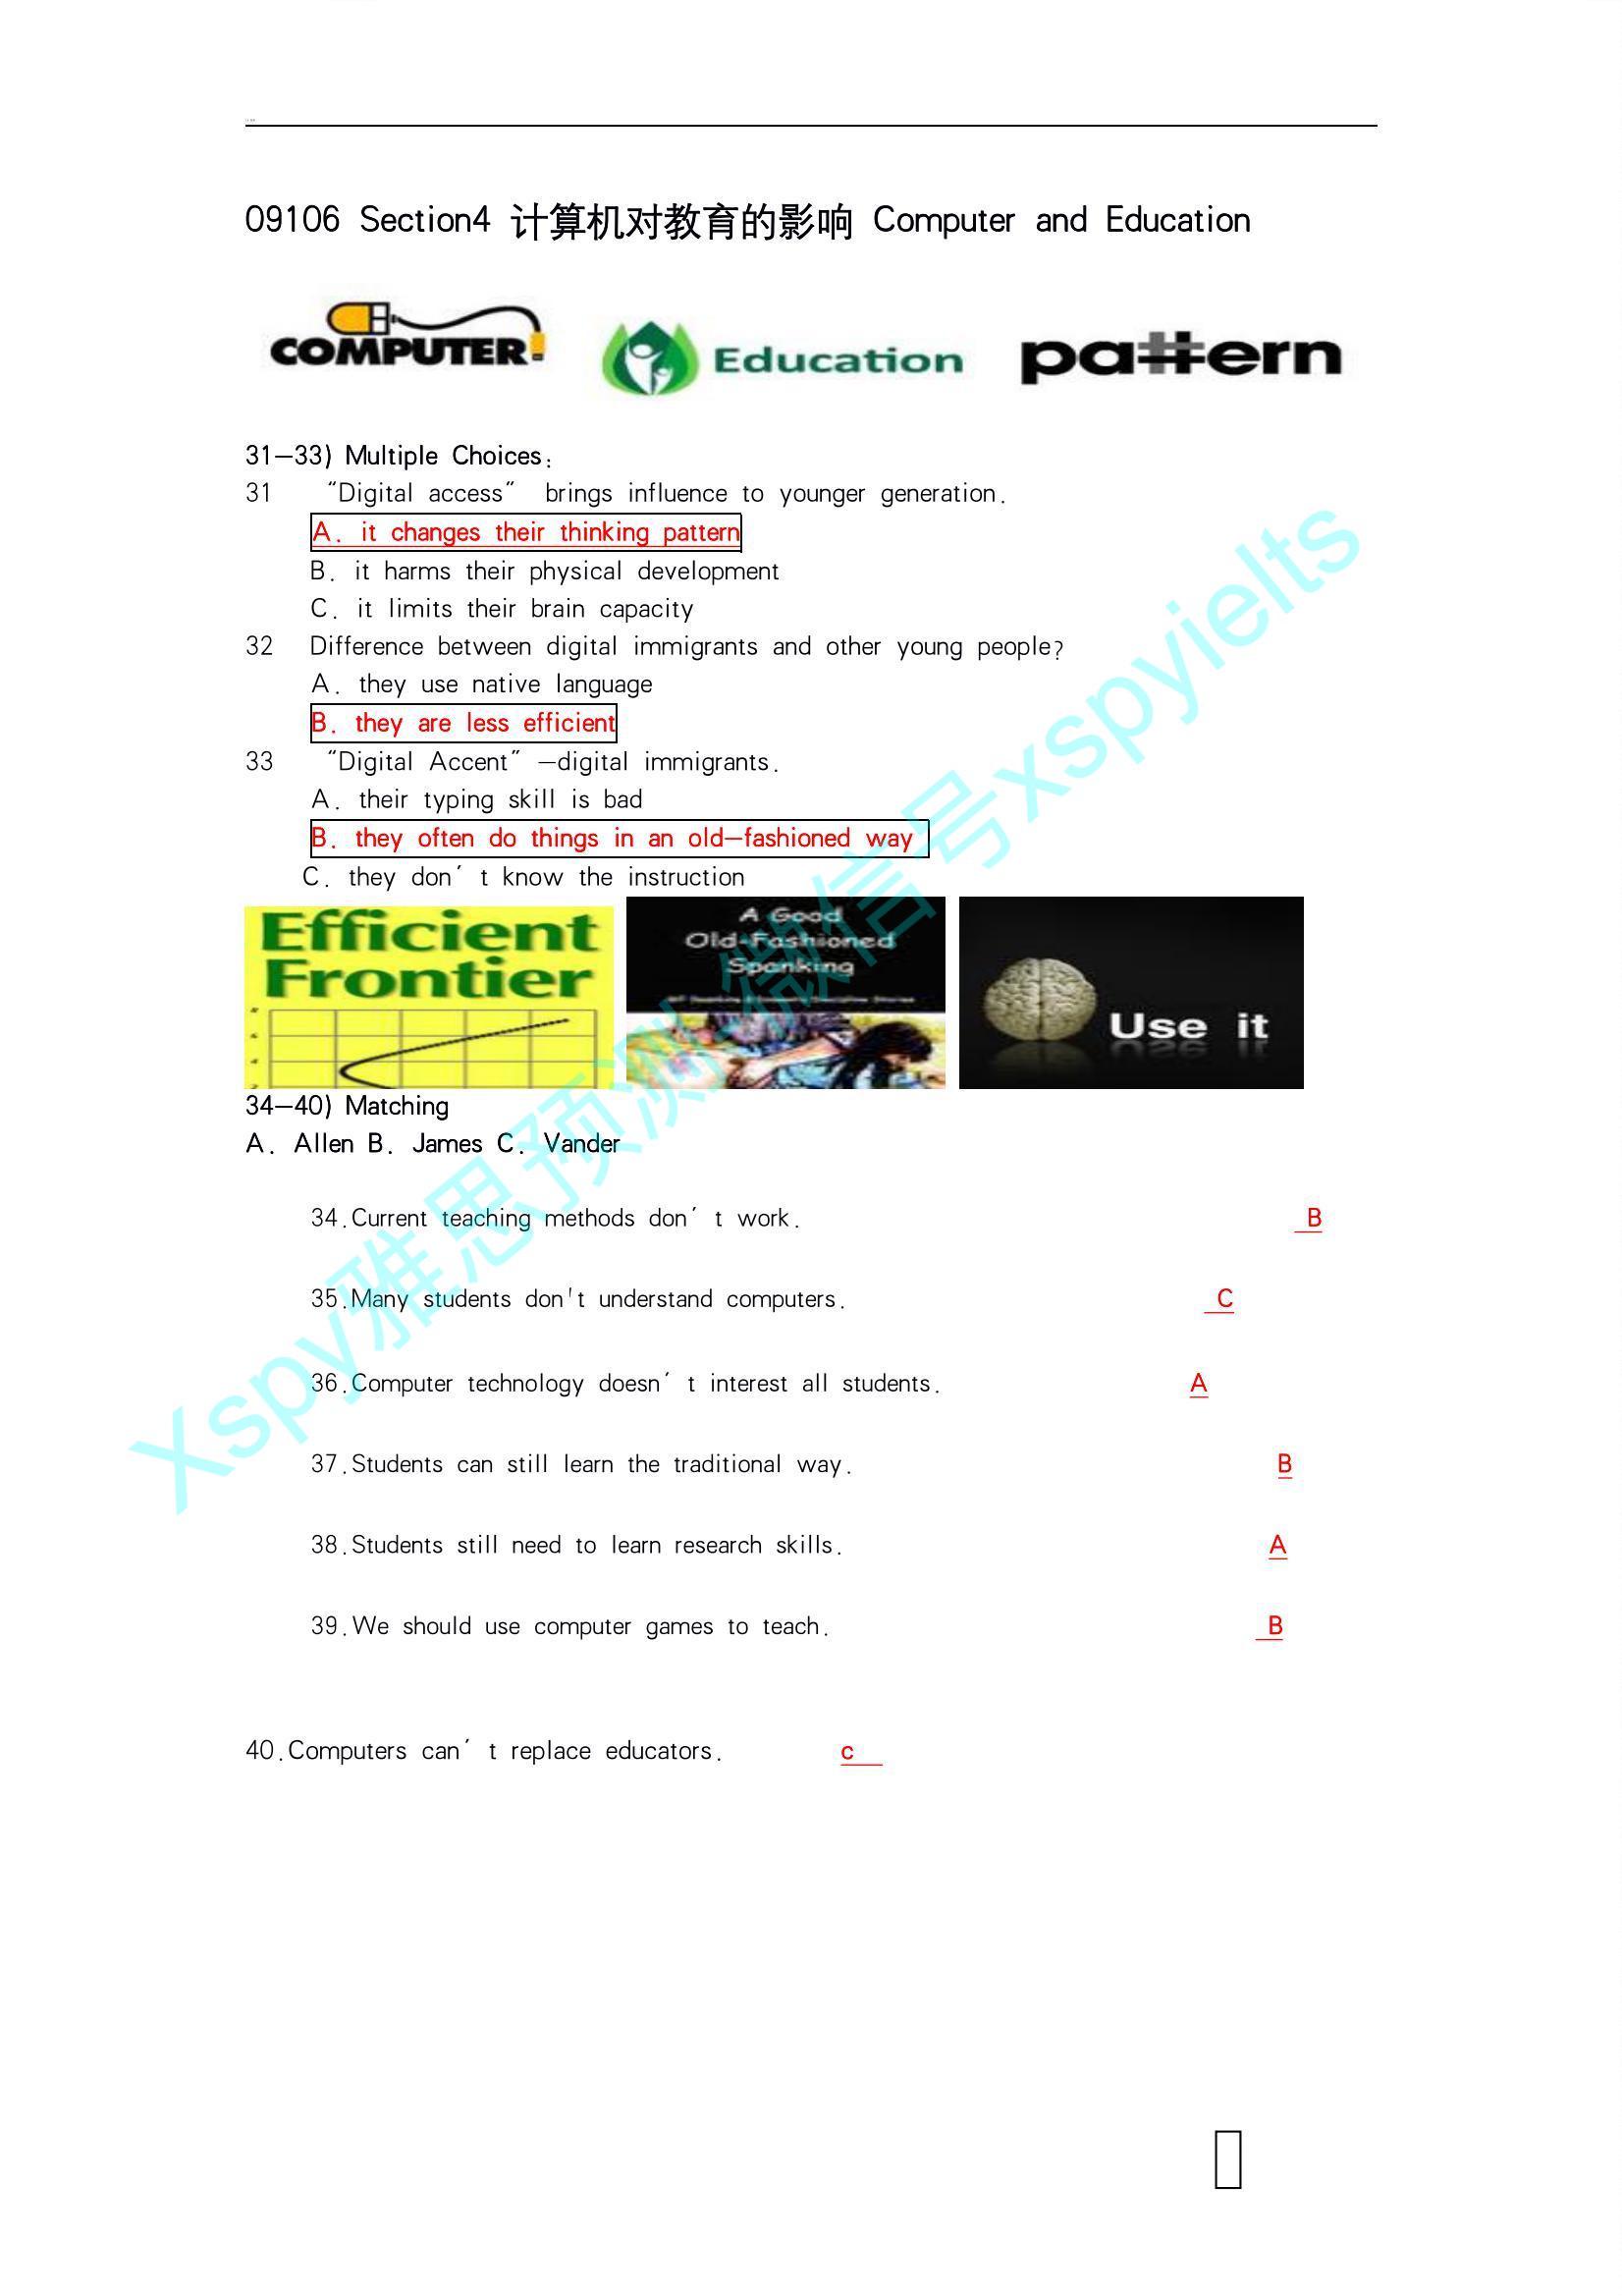 09106 Section4 计算机对教育的影响 Computer and Education
COMPUTER
Education
pattern
31—33) Multiple Choices:
31 “Digital access” brings influence to younger generation.
A. it changes their thinking pattern
B. it harms their physical development
C. it limits their brain capacity
32 Difference between digital immigrants and other young people?
A. they use native language
B. they are less efficient
33 “Digital Accent” —digital immigrants.
A. their typing skill is bad
B. they often do things in an old—fashioned way
C. they don’t know the instruction
Efficient
Frontier
8
6
4
2
A Good
Old-Fashioned
Spanking
Use it
34—40) Matching
A. Allen B. James C. Vander
34.Current teaching methods don’t work. B
35.Many students don't understand computers. C
36.Computer technology doesn’t interest all students. A
37.Students can still learn the traditional way. B
38.Students still need to learn research skills. A
39.We should use computer games to teach. B
40.Computers can’t replace educators. c
Xspy雅思预测,微信号xspyielts